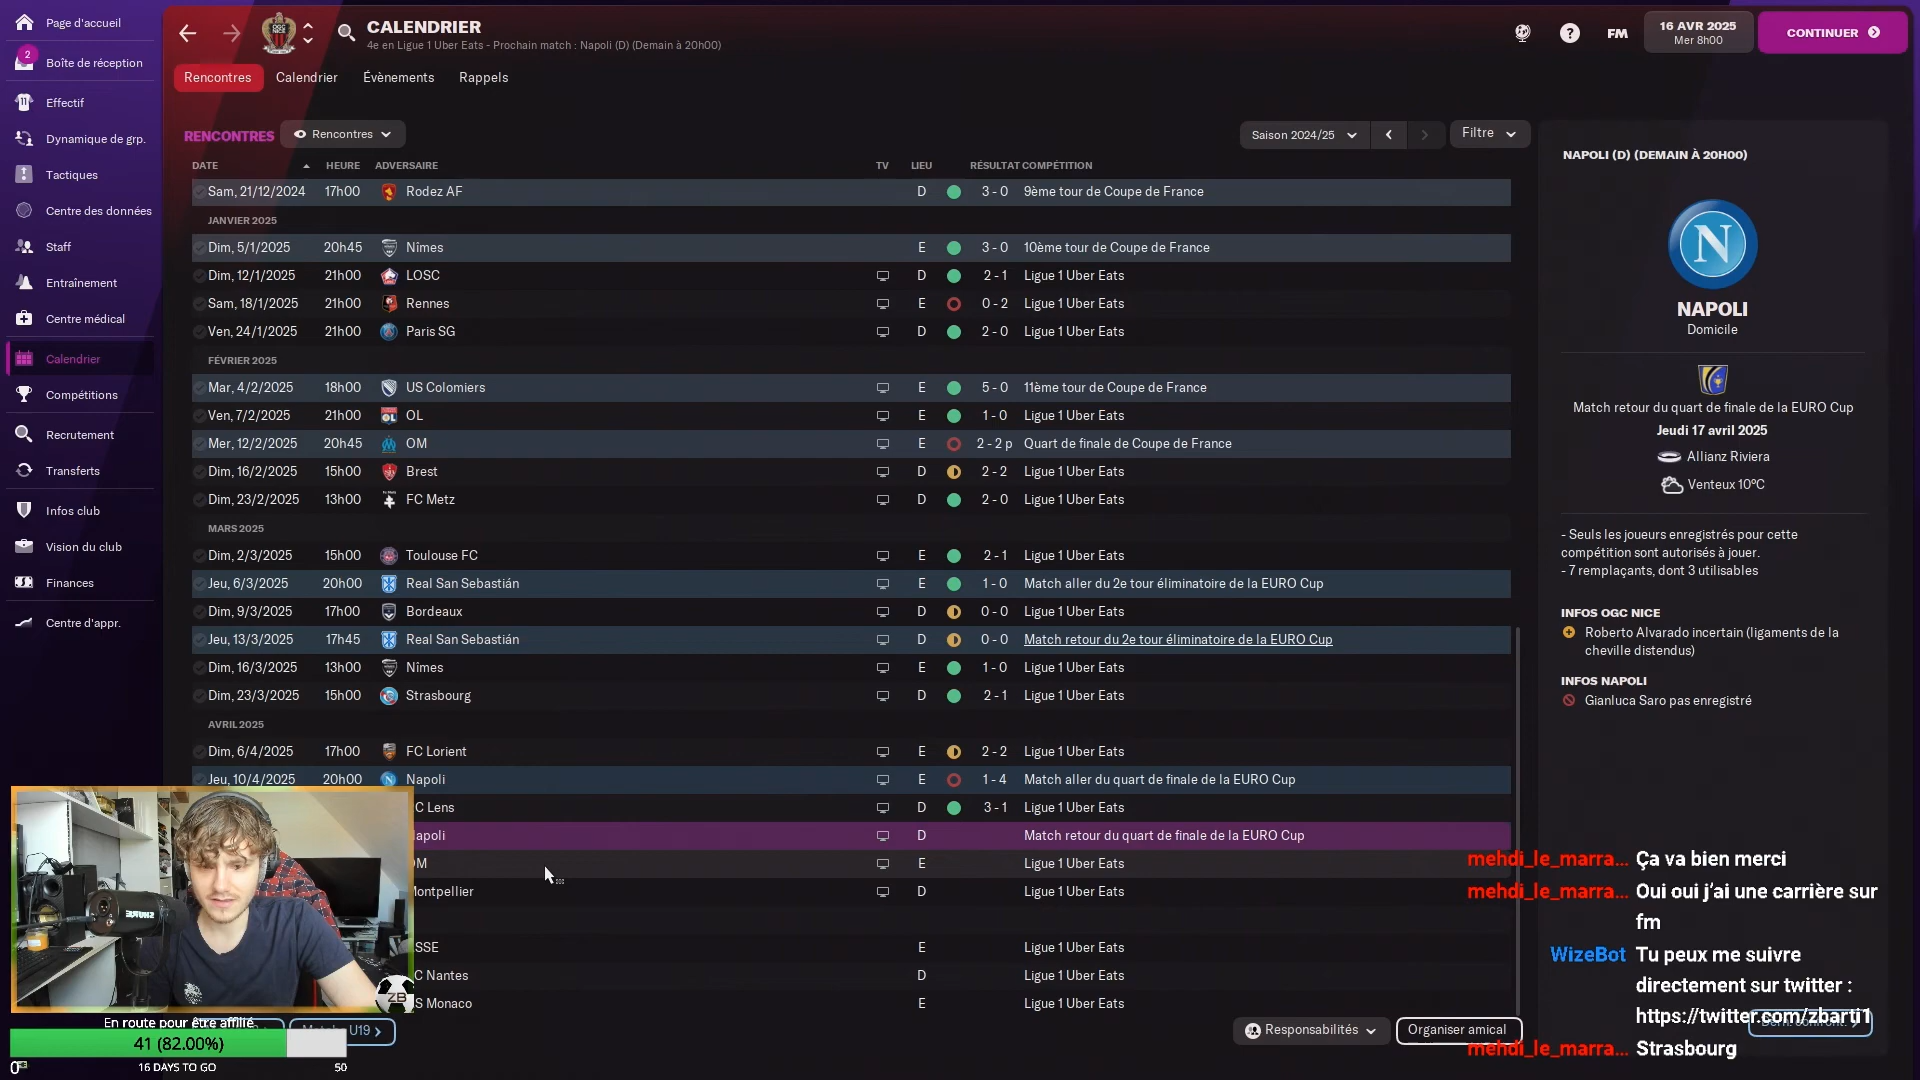 Page d'accueil
2
Boîte de réception
Effectif
Dynamique de grp.
Tactiques
Centre des données
Staff
Entraînement
Centre médical
Calendrier
Compétitions
Recrutement
Transferts
Infos club
Vision du club
Finances
Centre d'appr.
CALENDRIER
4e en Ligue 1 Uber Eats - Prochain match : Napoli (D) (Demain à 20h00)
FM
16 AVR 2025
Mer 8h00
CONTINUER
Rencontres Calendrier Évènements Rappels
RENCONTRES Rencontres Saison 2024/25 Filtre
DATE HEURE ADVERSAIRE TV LIEU RÉSULTAT COMPÉTITION
Sam, 21/12/2024 17h00 Rodez AF D 3 - 0 9ème tour de Coupe de France
JANVIER 2025
Dim, 5/1/2025 20h45 Nîmes E 3 - 0 10ème tour de Coupe de France
Dim, 12/1/2025 21h00 LOSC D 2 - 1 Ligue 1 Uber Eats
Sam, 18/1/2025 21h00 Rennes E 0 - 2 Ligue 1 Uber Eats
Ven, 24/1/2025 21h00 Paris SG D 2 - 0 Ligue 1 Uber Eats
FÉVRIER 2025
Mar, 4/2/2025 18h00 US Colomiers E 5 - 0 11ème tour de Coupe de France
Ven, 7/2/2025 21h00 OL E 1 - 0 Ligue 1 Uber Eats
Mer, 12/2/2025 20h45 OM E 2 - 2 p Quart de finale de Coupe de France
Dim, 16/2/2025 15h00 Brest D 2 - 2 Ligue 1 Uber Eats
Dim, 23/2/2025 13h00 FC Metz D 2 - 0 Ligue 1 Uber Eats
MARS 2025
Dim, 2/3/2025 15h00 Toulouse FC E 2 - 1 Ligue 1 Uber Eats
Jeu, 6/3/2025 20h00 Real San Sebastián E 1 - 0 Match aller du 2e tour éliminatoire de la EURO Cup
Dim, 9/3/2025 17h00 Bordeaux D 0 - 0 Ligue 1 Uber Eats
Jeu, 13/3/2025 17h45 Real San Sebastián D 0 - 0 Match retour du 2e tour éliminatoire de la EURO Cup
Dim, 16/3/2025 13h00 Nîmes E 1 - 0 Ligue 1 Uber Eats
Dim, 23/3/2025 15h00 Strasbourg D 2 - 1 Ligue 1 Uber Eats
AVRIL 2025
Dim, 6/4/2025 17h00 FC Lorient E 2 - 2 Ligue 1 Uber Eats
Jeu, 10/4/2025 20h00 Napoli E 1 - 4 Match aller du quart de finale de la EURO Cup
C Lens D 3 - 1 Ligue 1 Uber Eats
apoli D Match retour du quart de finale de la EURO Cup
OM E Ligue 1 Uber Eats
Montpellier D Ligue 1 Uber Eats
SSE E Ligue 1 Uber Eats
C Nantes D Ligue 1 Uber Eats
S Monaco E Ligue 1 Uber Eats
U19
Responsabilités Organiser amical
NAPOLI (D) (DEMAIN À 20H00)
N
NAPOLI
Domicile
Match retour du quart de finale de la EURO Cup
Jeudi 17 avril 2025
Allianz Riviera
Venteux 10°C
- Seuls les joueurs enregistrés pour cette
compétition sont autorisés à jouer.
- 7 remplaçants, dont 3 utilisables
INFOS OGC NICE
Roberto Alvarado incertain (ligaments de la
cheville distendus)
INFOS NAPOLI
Gianluca Saro pas enregistré
mehdi_le_marra... Ça va bien merci
mehdi_le_marra... Oui oui j'ai une carrière sur
fm
WizeBot Tu peux me suivre
directement sur twitter :
https://twitter.com/zbarti1
mehdi_le_marra... Strasbourg
SHURE
ZB
En route pour être affilié
41 (82.00%)
0 16 DAYS TO GO 50